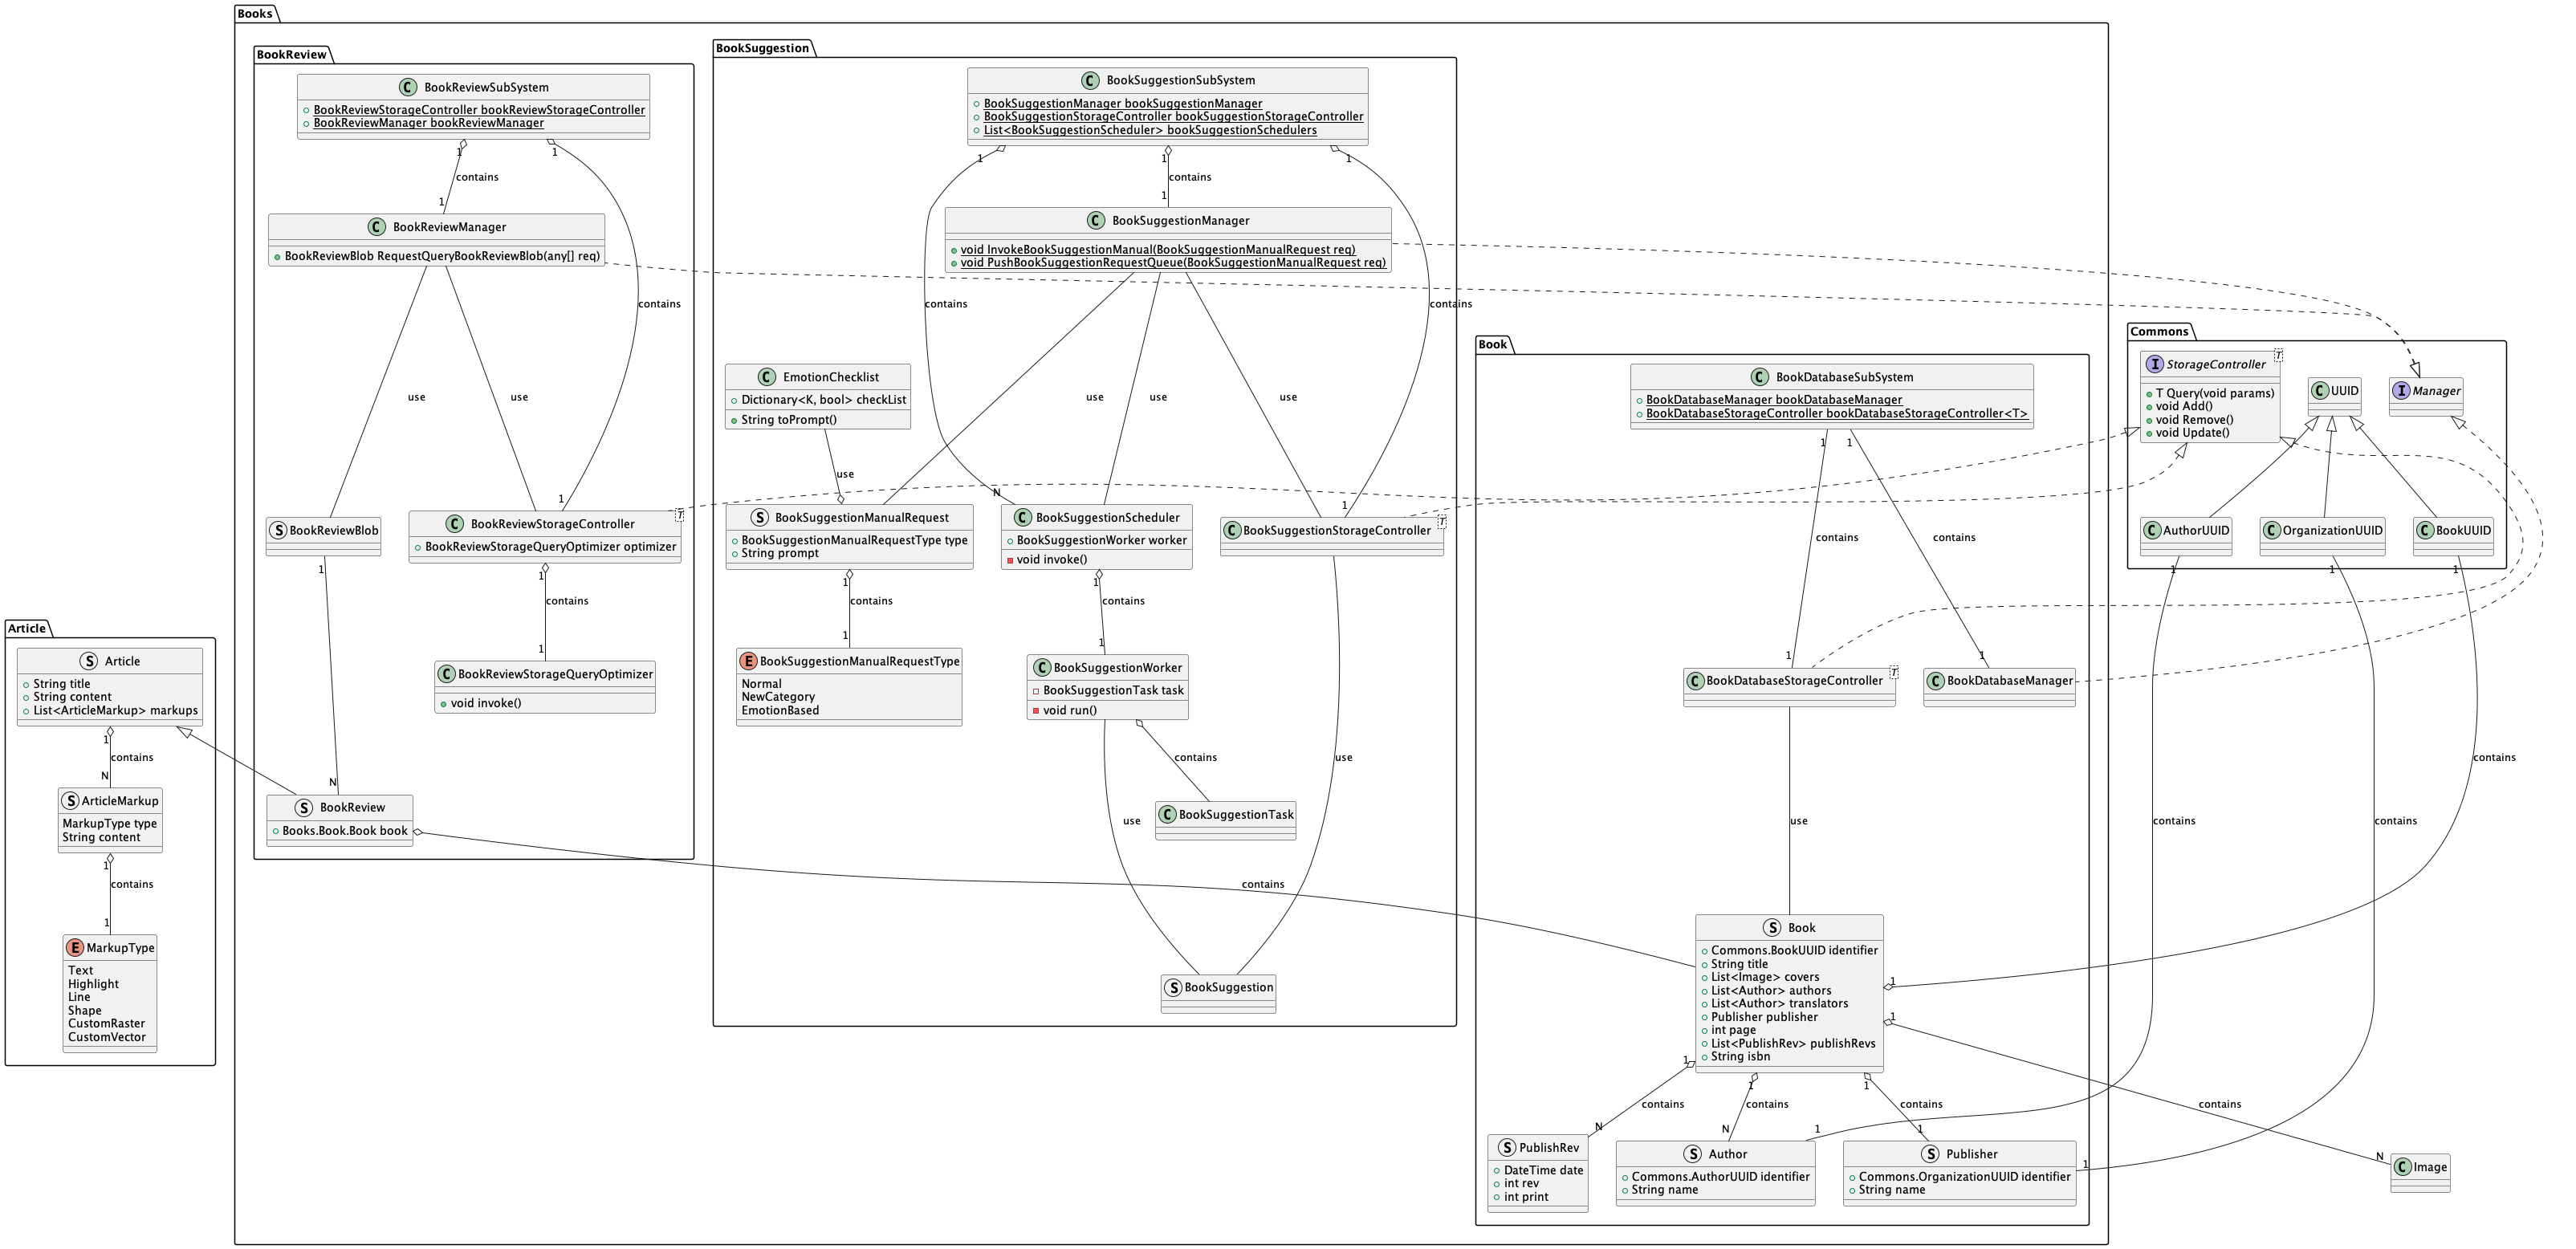 Books
BookReview
C BookReviewSubSystem
BookReviewStorageController bookReviewStorageController
BookReviewManager bookReviewManager
1
1
contains
1
C BookReviewManager
BookReviewBlob RequestQueryBookReviewBlob(any[] req)
contains
use
use
1
S BookReviewBlob
C BookReviewStorageController
T
BookReviewStorageQueryOptimizer optimizer
1
1
contains
1
C BookReviewStorageQueryOptimizer
void invoke()
N
S BookReview
Books.Book.Book book
contains
BookSuggestion
C BookSuggestionSubSystem
BookSuggestionManager bookSuggestionManager
BookSuggestionStorageController bookSuggestionStorageController
List<BookSuggestionScheduler> bookSuggestionSchedulers
1
1
1
contains
1
C BookSuggestionManager
void InvokeBookSuggestionManual(BookSuggestionManualRequest req)
void PushBookSuggestionRequestQueue(BookSuggestionManualRequest req)
contains
contains
C EmotionChecklist
Dictionary<K, bool> checkList
String toPrompt()
use
use
use
use
N
1
S BookSuggestionManualRequest
BookSuggestionManualRequestType type
String prompt
C BookSuggestionScheduler
BookSuggestionWorker worker
void invoke()
C BookSuggestionStorageController
T
1
contains
1
1
contains
1
E BookSuggestionManualRequestType
Normal
NewCategory
EmotionBased
C BookSuggestionWorker
BookSuggestionTask task
void run()
contains
use
C BookSuggestionTask
use
S BookSuggestion
Book
C BookDatabaseSubSystem
BookDatabaseManager bookDatabaseManager
BookDatabaseStorageController bookDatabaseStorageController<T>
1
1
contains
contains
1
1
C BookDatabaseStorageController
T
C BookDatabaseManager
use
S Book
Commons.BookUUID identifier
String title
List<Image> covers
List<Author> authors
List<Author> translators
Publisher publisher
int page
List<PublishRev> publishRevs
String isbn
1
1
1
1
1
contains
contains
contains
contains
N
N
1
1
1
N
S PublishRev
DateTime date
int rev
int print
S Author
Commons.AuthorUUID identifier
String name
S Publisher
Commons.OrganizationUUID identifier
String name
C Image
Commons
I StorageController
T
T Query(void params)
void Add()
void Remove()
void Update()
C UUID
I Manager
C AuthorUUID
C OrganizationUUID
C BookUUID
1
1
1
contains
contains
contains
Article
S Article
String title
String content
List<ArticleMarkup> markups
1
contains
N
S ArticleMarkup
MarkupType type
String content
1
contains
1
E MarkupType
Text
Highlight
Line
Shape
CustomRaster
CustomVector